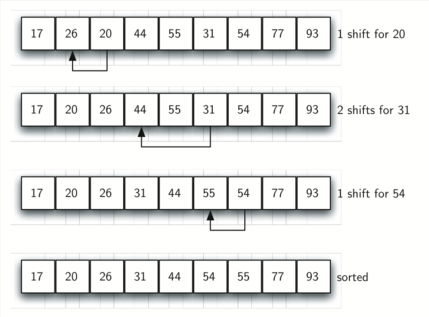 17 26 20 44 55 31 54 77 93 1 shift for 20
17 20 26 44 55 31 54 77 93 2 shifts for 31
17 20 26 31 44 55 54 77 93 1 shift for 54
17 20 26 31 44 54 55 77 93 sorted